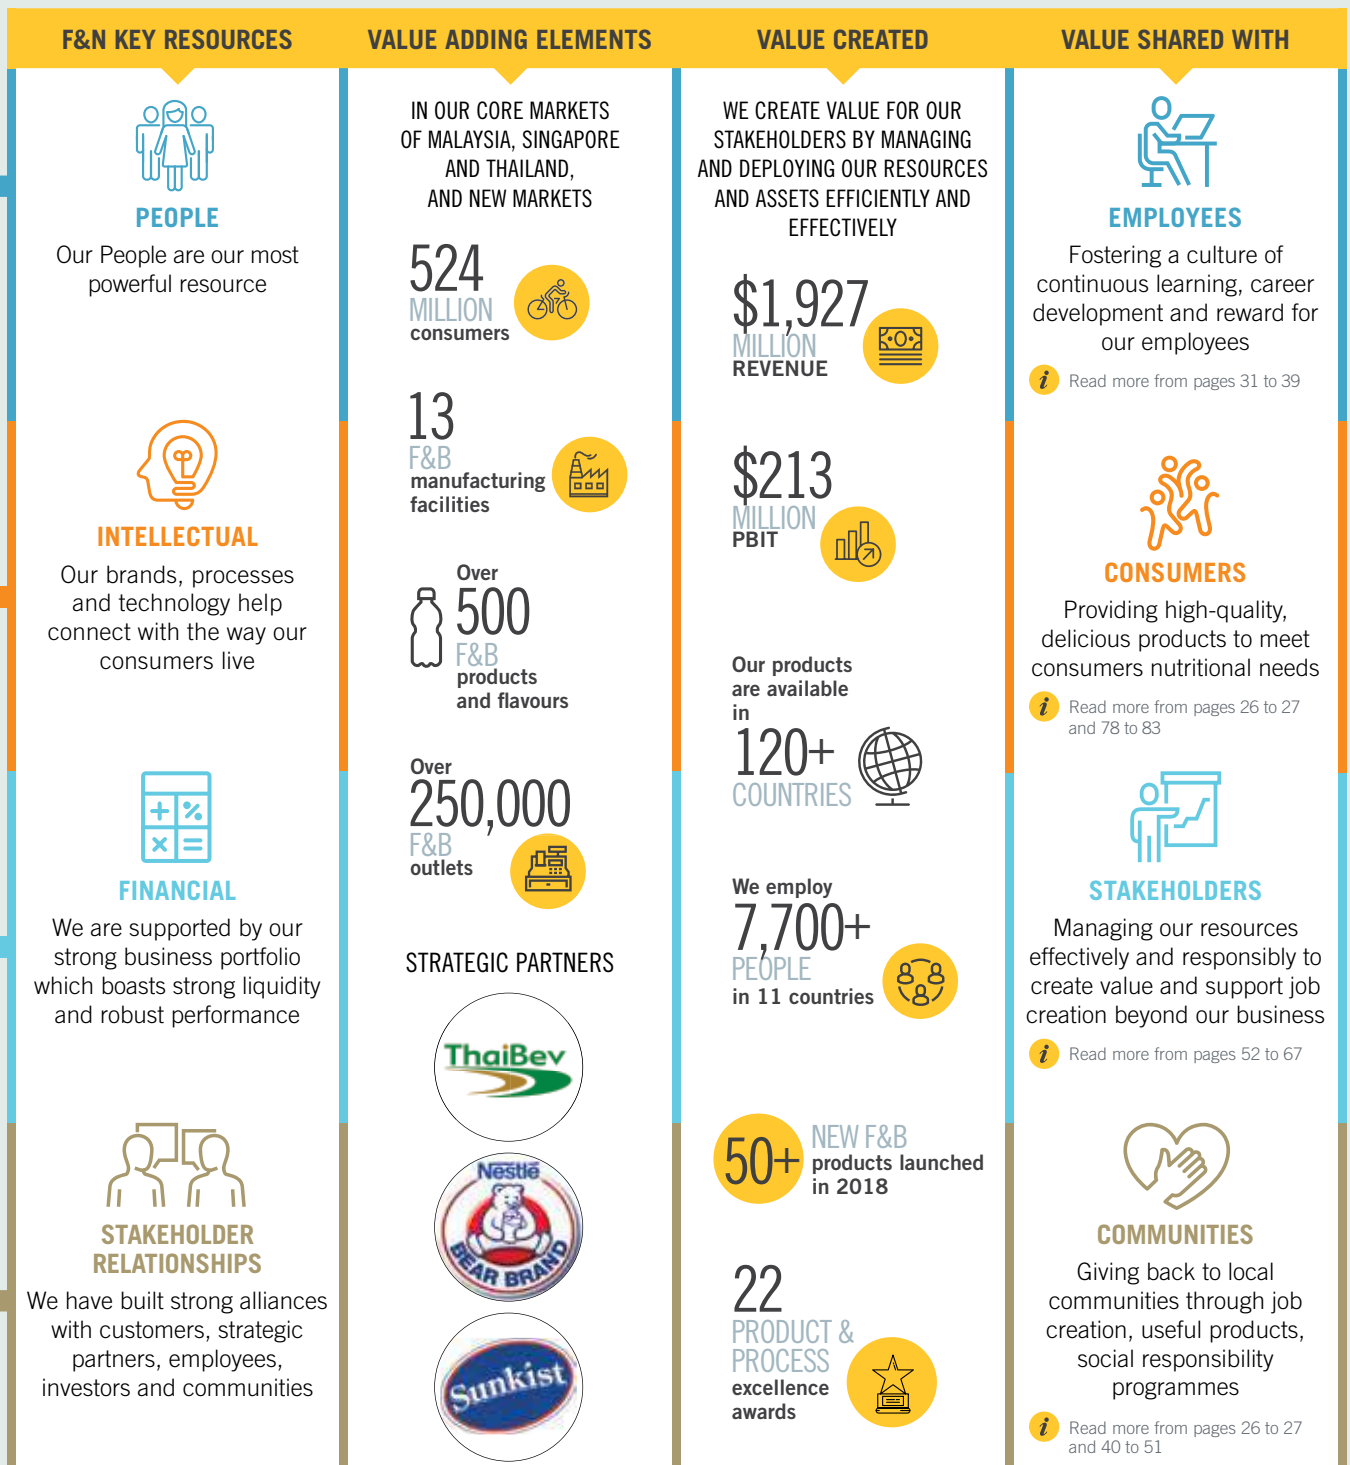 F&N KEY RESOURCES
PEOPLE
Our People are our most
powerful resource
INTELLECTUAL
Our brands, processes
and technology help
connect with the way our
consumers live
FINANCIAL
We are supported by our
strong business portfolio
which boasts strong liquidity
and robust performance
STAKEHOLDER
RELATIONSHIPS
We have built strong alliances
with customers, strategic
partners, employees,
investors and communities
VALUE ADDING ELEMENTS
IN OUR CORE MARKETS
OF MALAYSIA, SINGAPORE
AND THAILAND,
AND NEW MARKETS
524
MILLION
consumers
13
F&B
manufacturing
facilities
Over
500
F&B
products
and flavours
Over
250,000
F&B
outlets
STRATEGIC PARTNERS
ThaiBev
Nestlé
BEAR BRAND
Sunkist
VALUE CREATED
WE CREATE VALUE FOR OUR
STAKEHOLDERS BY MANAGING
AND DEPLOYING OUR RESOURCES
AND ASSETS EFFICIENTLY AND
EFFECTIVELY
$1,927
MILLION
REVENUE
$213
MILLION
PBIT
Our products
are available
in
120+
COUNTRIES
We employ
7,700+
PEOPLE
in 11 countries
50+
NEW F&B
products launched
in 2018
22
PRODUCT &
PROCESS
excellence
awards
VALUE SHARED WITH
EMPLOYEES
Fostering a culture of
continuous learning, career
development and reward for
our employees
i Read more from pages 31 to 39
CONSUMERS
Providing high-quality,
delicious products to meet
consumers nutritional needs
i Read more from pages 26 to 27
and 78 to 83
STAKEHOLDERS
Managing our resources
effectively and responsibly to
create value and support job
creation beyond our business
i Read more from pages 52 to 67
COMMUNITIES
Giving back to local
communities through job
creation, useful products,
social responsibility
programmes
i Read more from pages 26 to 27
and 40 to 51